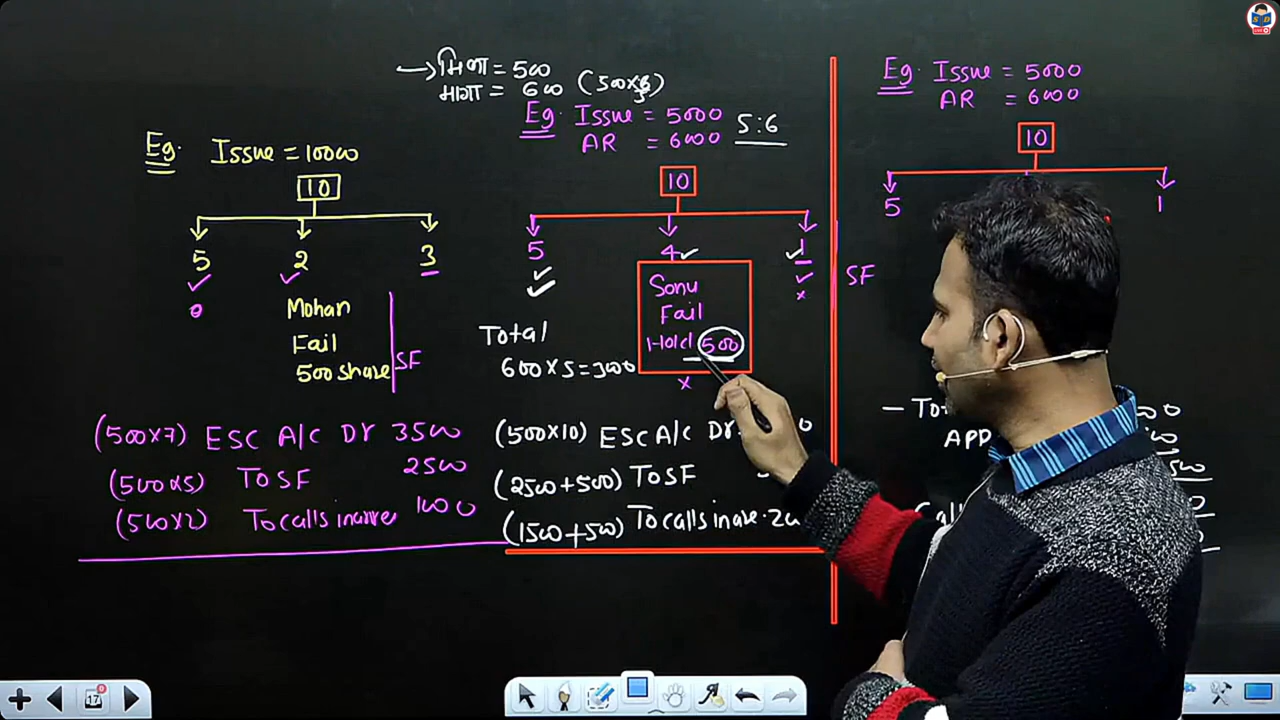 → मिला = 500
माँगा = 600 (500×6/5)
Eg. Issue = 10000
10
5 2 3
0
Mohan
Fail
500 share
SF
(500×7) ESC A/C Dr 3500
(500×5) To SF 2500
(500×2) To calls in arrer 1000
Eg. Issue = 5000
AR = 6000
5:6
10
5 4 1
Sonu
Fail
Hold 500
x
x
SF
Total
600×5=3000
(500×10) ESC A/C Dr.
(2500+500) To SF
(1500+500) To calls in are. 20
Eg. Issue = 5000
AR = 6000
10
5 1
APP
17